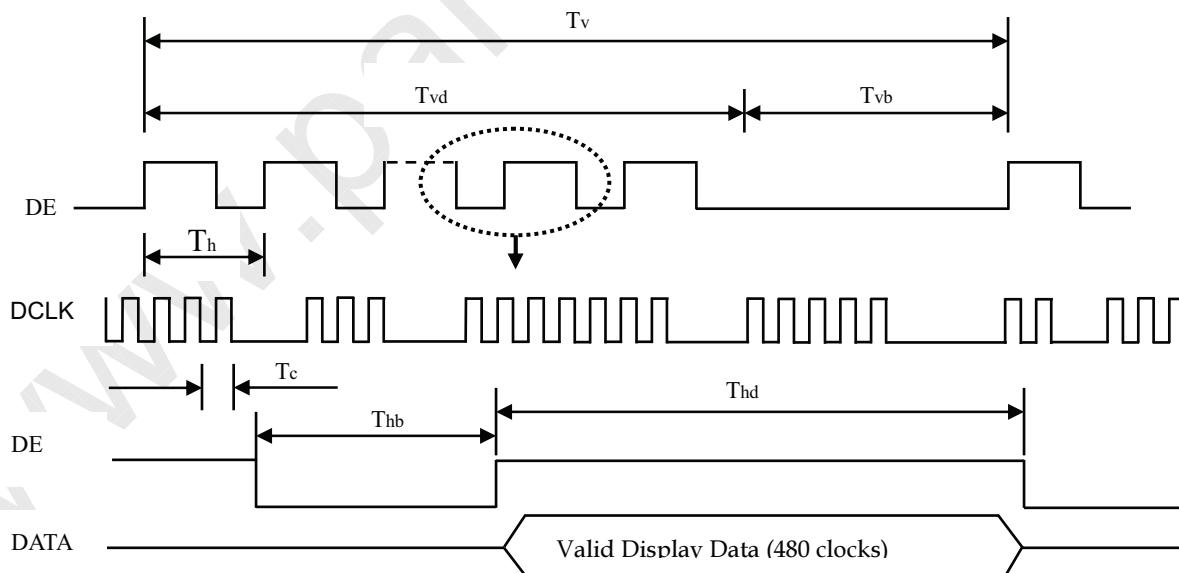 Tv
Tvd
Tvb
DE
Th
DCLK
Tc
Thd
Thb
DE
DATA
Valid Display Data (480 clocks)